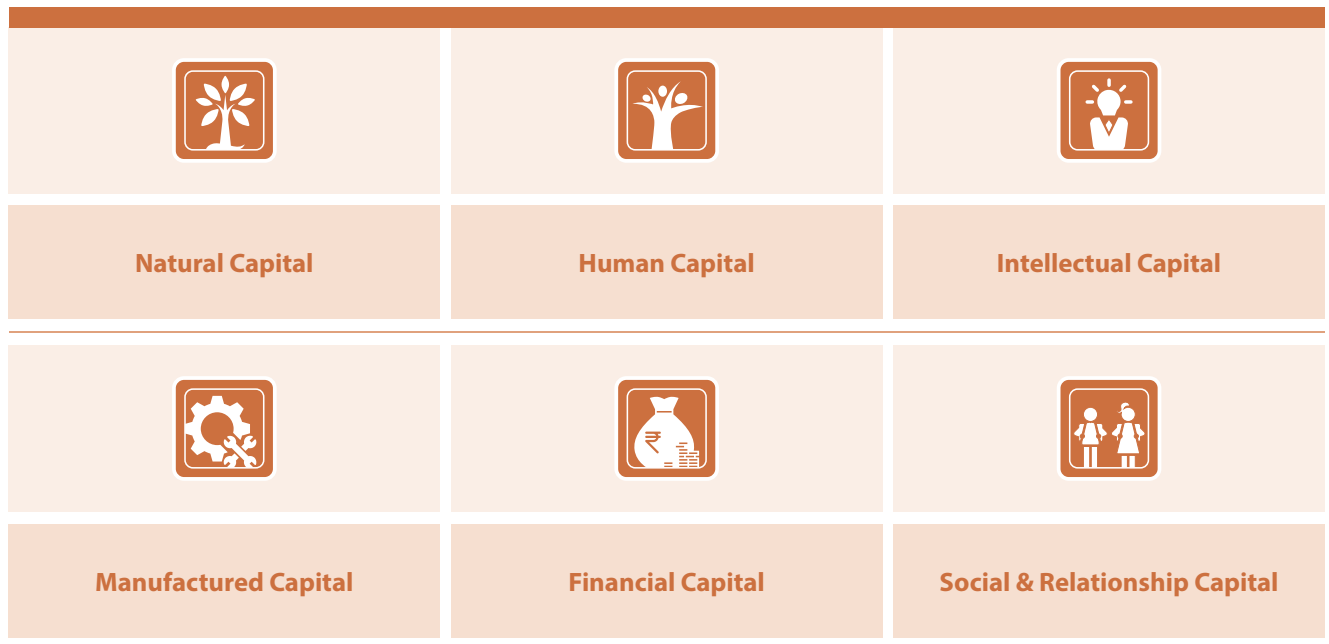 Natural Capital
Human Capital
Intellectual Capital
₹
Manufactured Capital
Financial Capital
Social & Relationship Capital